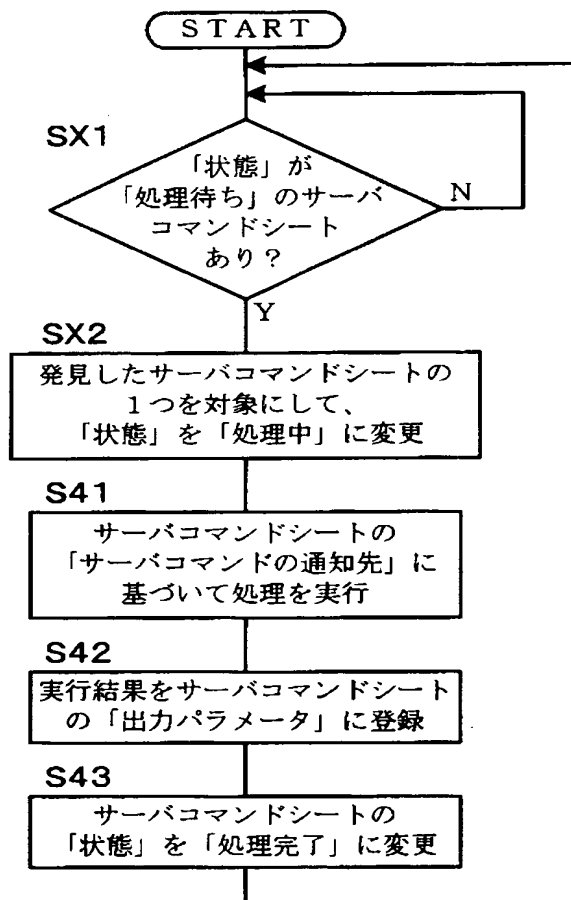 START
SX1
「状態」が
「処理待ち」のサーバ
コマンドシート
あり？
N
Y
SX2
発見したサーバコマンドシートの
１つを対象にして、
「状態」を「処理中」に変更
S41
サーバコマンドシートの
「サーバコマンドの通知先」に
基づいて処理を実行
S42
実行結果をサーバコマンドシート
の「出力パラメータ」に登録
S43
サーバコマンドシートの
「状態」を「処理完了」に変更